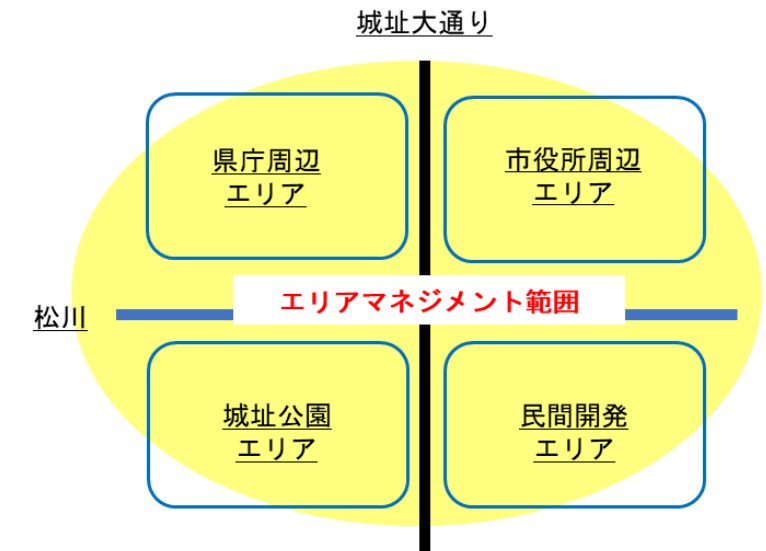 城址大通り
県庁周辺
エリア
市役所周辺
エリア
エリアマネジメント範囲
松川
城址公園
エリア
民間開発
エリア